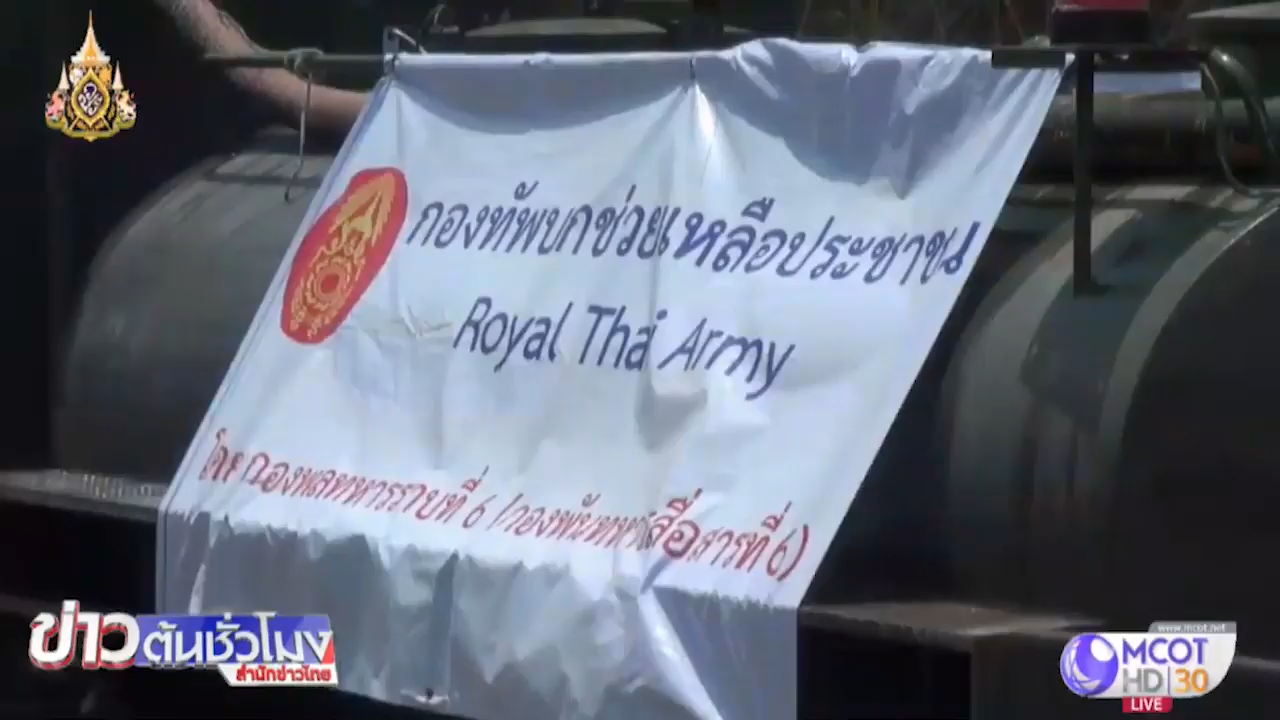 กองทัพบกช่วยเหลือประชาชน
Royal Thai Army
โดย กองพลทหารราบที่ 6 (กองพันทหารสื่อสารที่ 6)
ข่าวต้นชั่วโมง
สำนักข่าวไทย
www.mcot.net
MCOT
HD 30
LIVE